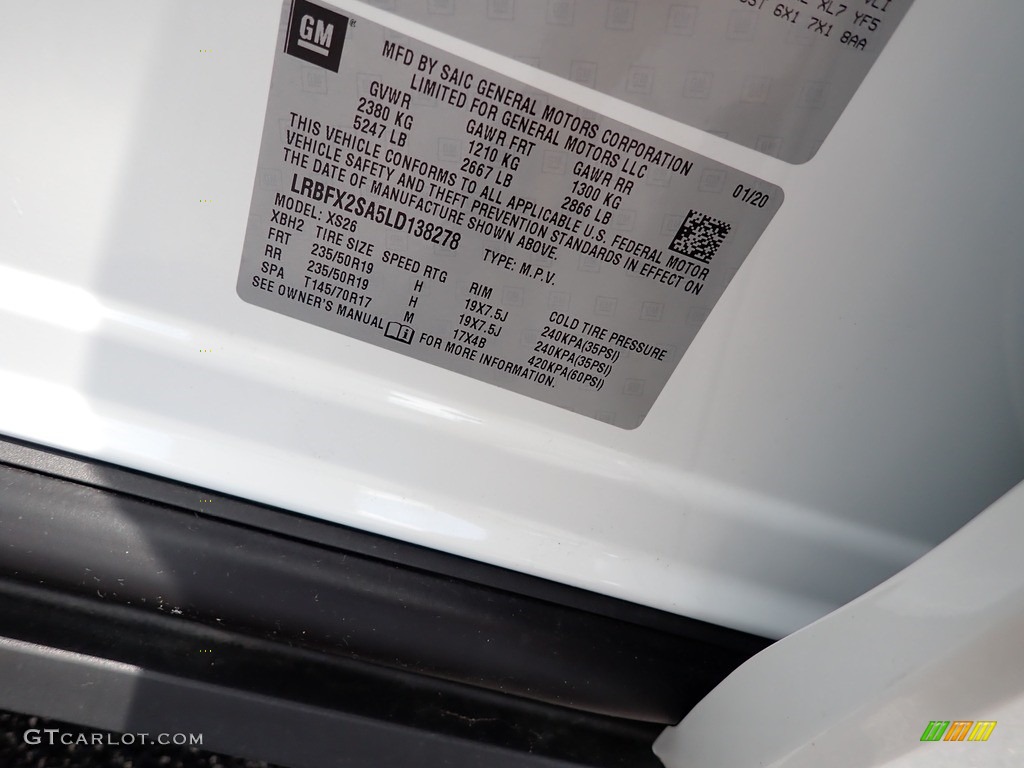 XL7 YF5
6X1 7X1 8AA
GM
MFD BY SAIC GENERAL MOTORS CORPORATION
LIMITED FOR GENERAL MOTORS LLC
01/20
GVWR GAWR FRT GAWR RR
2380 KG 1210 KG 1300 KG
5247 LB 2667 LB 2866 LB
THIS VEHICLE CONFORMS TO ALL APPLICABLE U.S. FEDERAL MOTOR
VEHICLE SAFETY AND THEFT PREVENTION STANDARDS IN EFFECT ON
THE DATE OF MANUFACTURE SHOWN ABOVE.
LRBFX2SA5LD138278 TYPE: M.P.V.
MODEL: XS26
XBH2 TIRE SIZE SPEED RTG RIM COLD TIRE PRESSURE
FRT 235/50R19 H 19X7.5J 240KPA(35PSI)
RR 235/50R19 H 19X7.5J 240KPA(35PSI)
SPA T145/70R17 M 17X4B 420KPA(60PSI)
SEE OWNER'S MANUAL FOR MORE INFORMATION.
GTCARLOT.COM